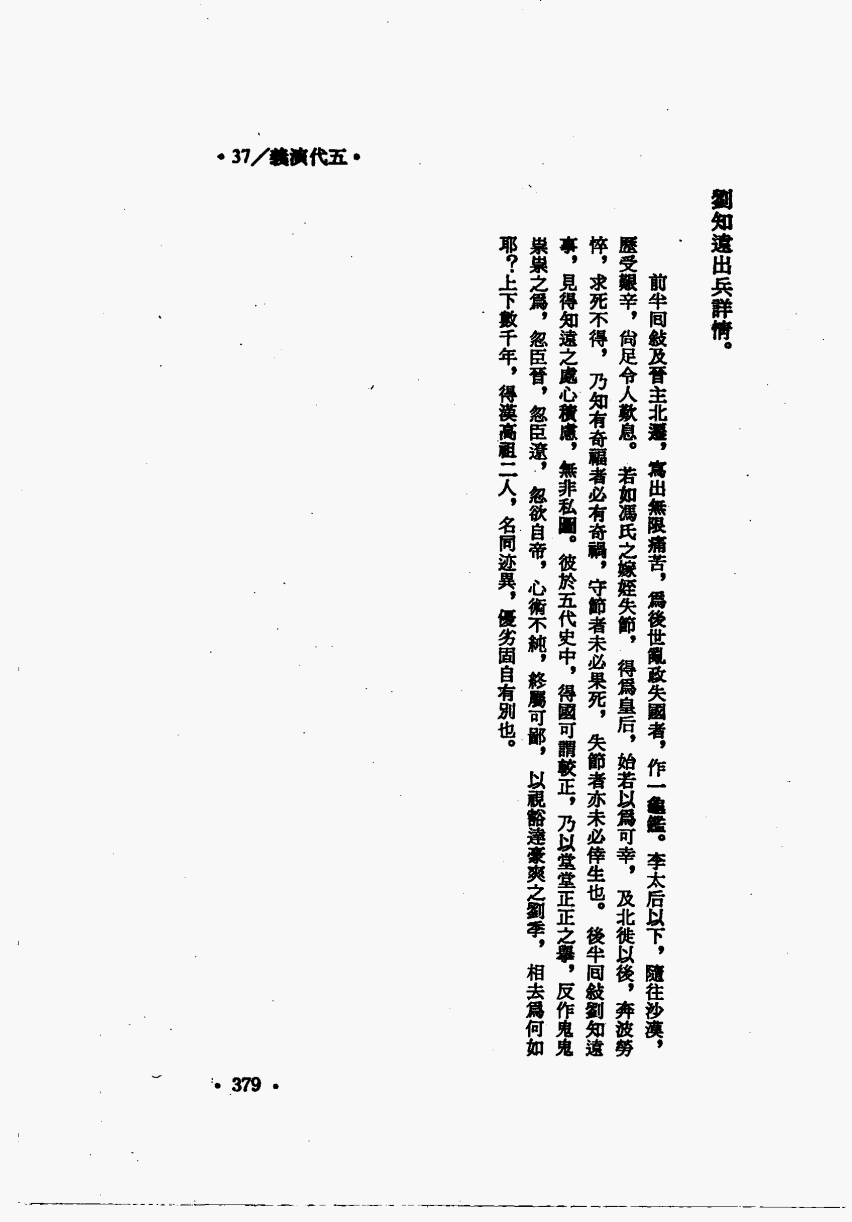 •37／義演代五•
劉知遠出兵詳情。
前半回敍及晉主北遷，寫出無限痛苦，爲後世亂政失國者，作一龜鑑。李太后以下，隨往沙漠，
歷受艱辛，尙足令人歎息。若如馮氏之嫁姪失節，得爲皇后，始若以爲可幸，及北徙以後，奔波勞
悴，求死不得，乃知有奇福者必有奇禍，守節者未必果死，失節者亦未必倖生也。後半回敍劉知遠
事，見得知遠之處心積慮，無非私圖。彼於五代史中，得國可謂較正，乃以堂堂正正之擧，反作鬼鬼
祟祟之爲，忽臣晉，忽臣遼，忽欲自帝，心術不純，終屬可鄙，以視豁達豪爽之劉季，相去爲何如
耶？上下數千年，得漢高祖二人，名同迹異，優劣固自有別也。
•379•